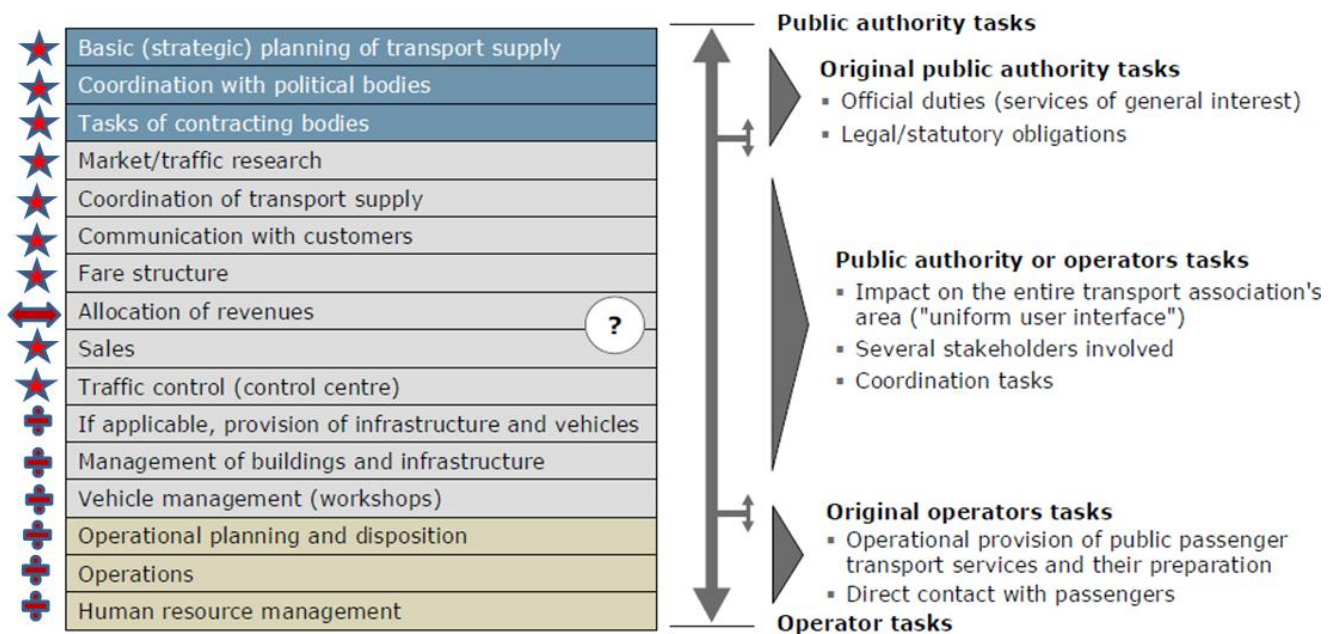 Basic (strategic) planning of transport supply
Coordination with political bodies
Tasks of contracting bodies
Market/traffic research
Coordination of transport supply
Communication with customers
Fare structure
Allocation of revenues
?
Sales
Traffic control (control centre)
If applicable, provision of infrastructure and vehicles
Management of buildings and infrastructure
Vehicle management (workshops)
Operational planning and disposition
Operations
Human resource management
Public authority tasks
Original public authority tasks
▪ Official duties (services of general interest)
▪ Legal/statutory obligations
Public authority or operators tasks
▪ Impact on the entire transport association's
area ("uniform user interface")
▪ Several stakeholders involved
▪ Coordination tasks
Original operators tasks
▪ Operational provision of public passenger
transport services and their preparation
▪ Direct contact with passengers
Operator tasks